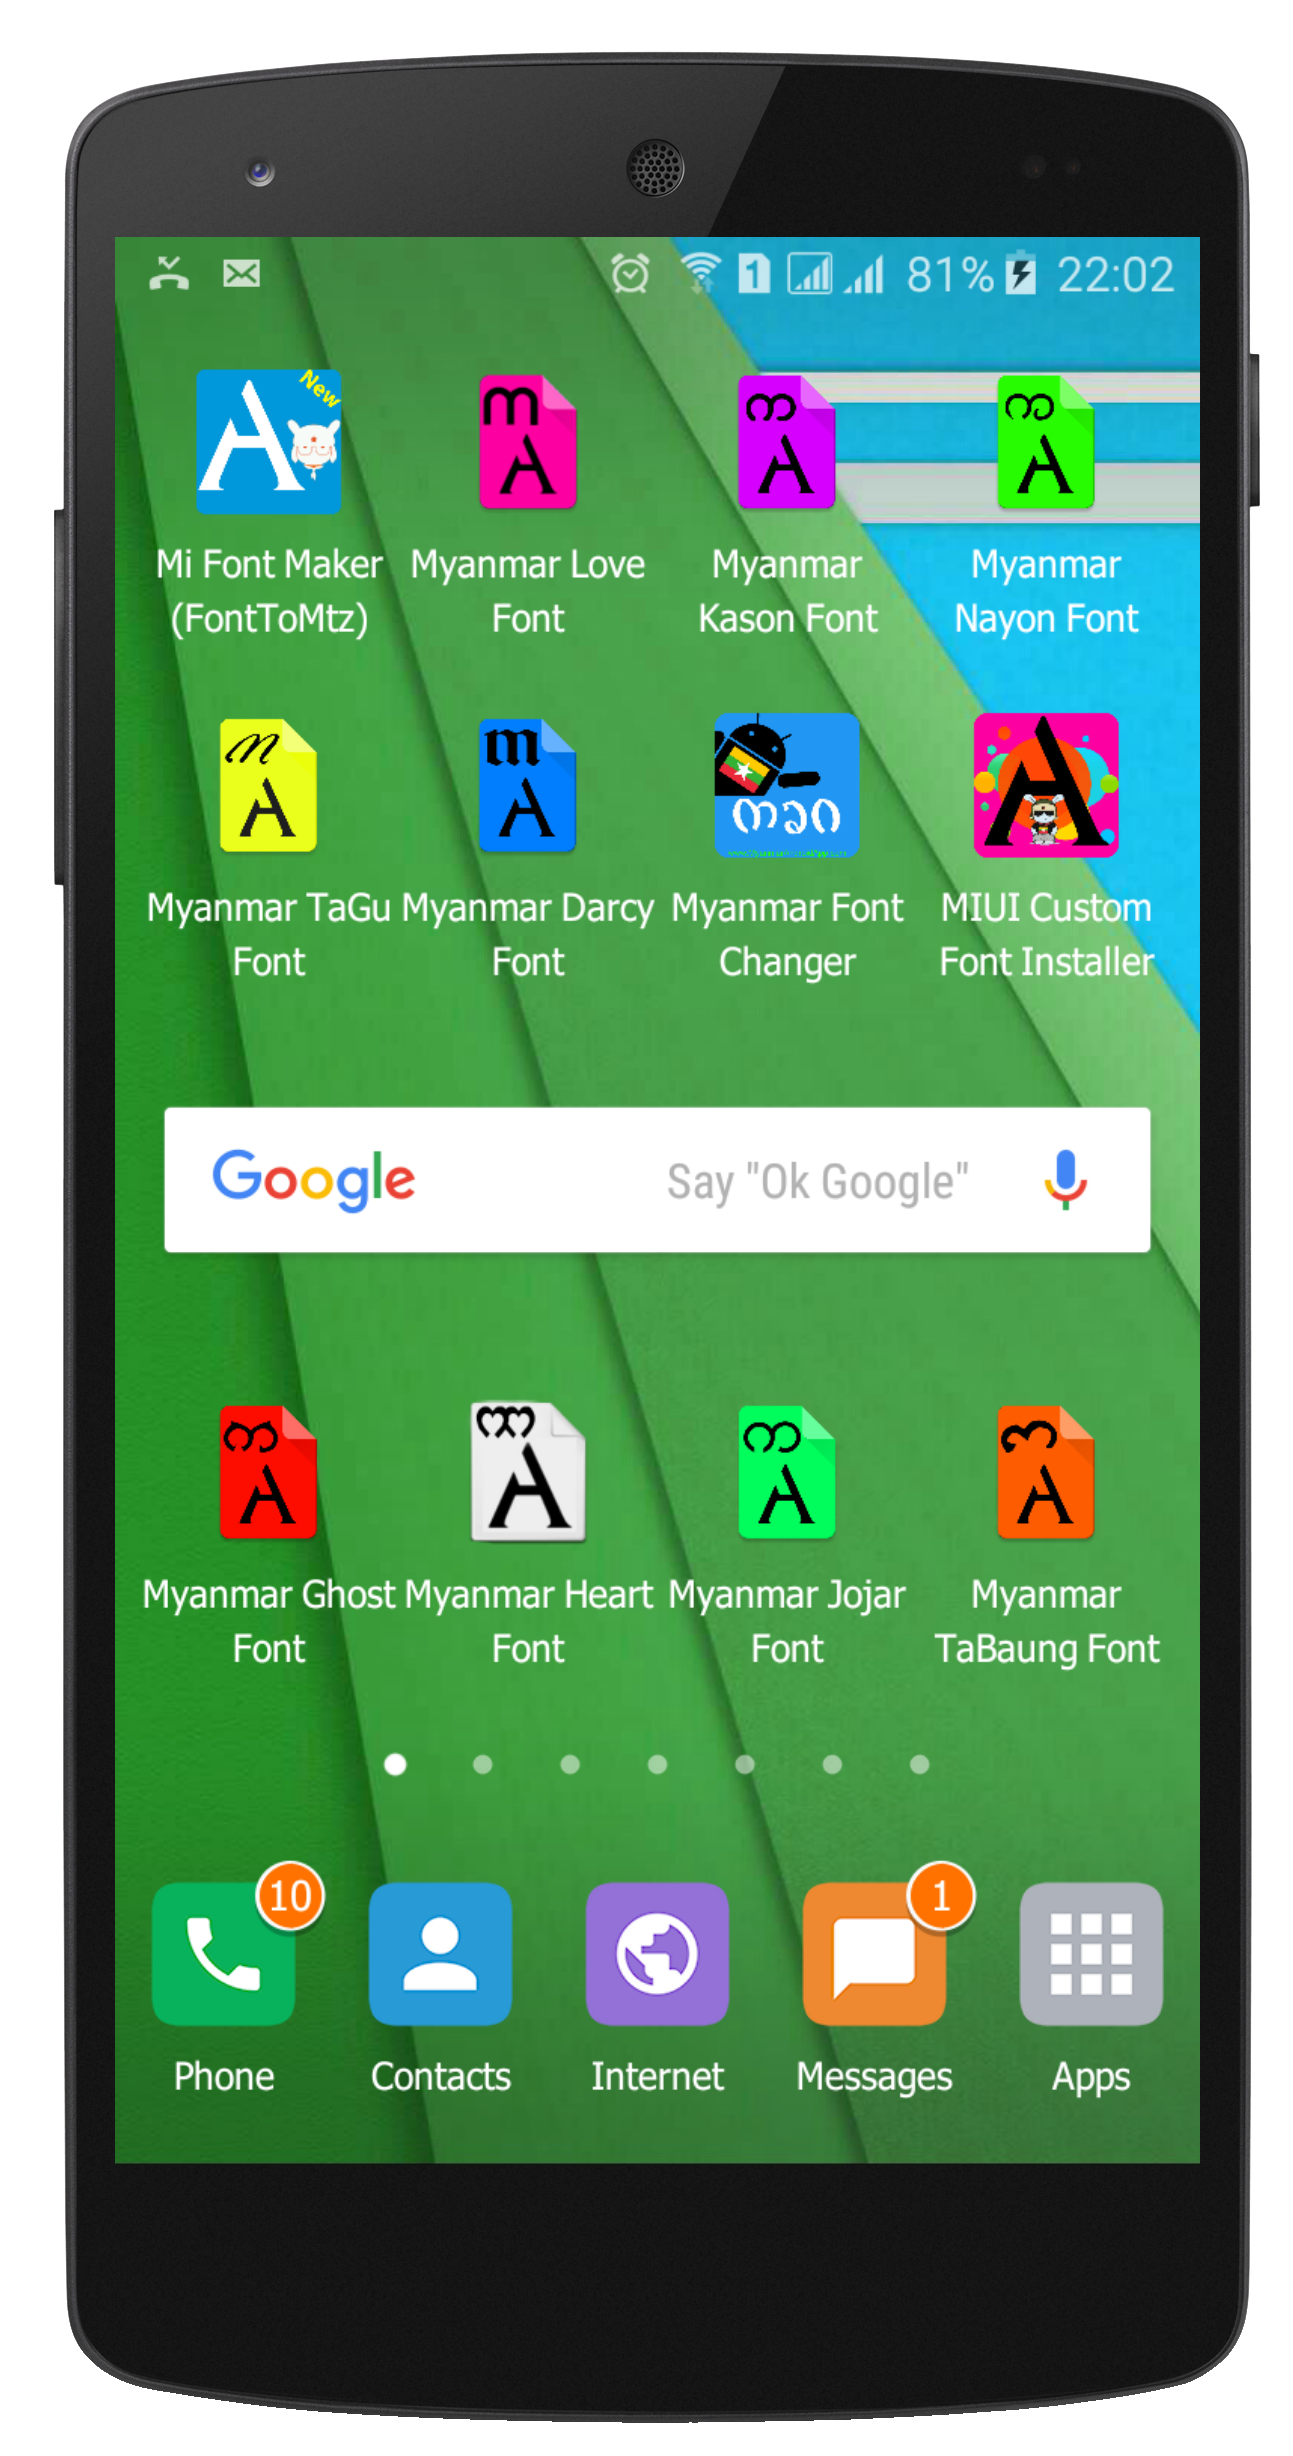 81% 22:02
New
Mi Font Maker
(FontToMtz)
Myanmar Love
Font
Myanmar
Kason Font
Myanmar
Nayon Font
Myanmar TaGu
Font
Myanmar Darcy
Font
Myanmar Font
Changer
MIUI Custom
Font Installer
Google Say "Ok Google"
Myanmar Ghost
Font
Myanmar Heart
Font
Myanmar Jojar
Font
Myanmar
TaBaung Font
10
1
Phone
Contacts
Internet
Messages
Apps